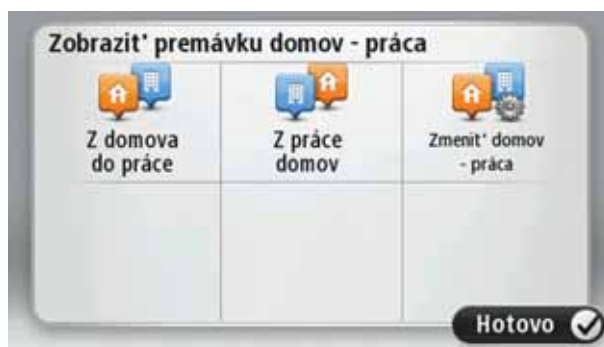 Zobraziť premávku domov - práca
Z domova
do práce
Z práce
domov
Zmeniť domov
- práca
Hotovo